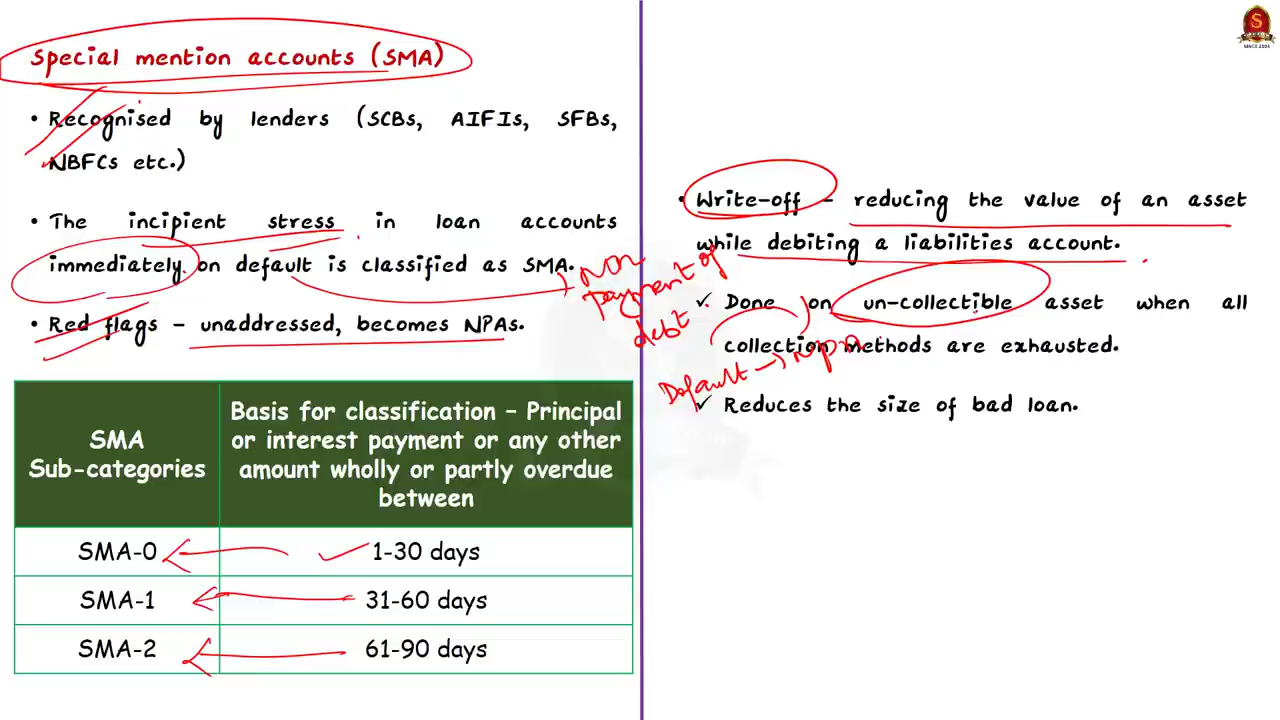 Special mention accounts (SMA)
• Recognised by lenders (SCBs, AIFIs, SFBs,
NBFCs etc.)
• The incipient stress in loan accounts
immediately on default is classified as SMA.
• Red flags - unaddressed, becomes NPAs.
SMA
Sub-categories
Basis for classification – Principal
or interest payment or any other
amount wholly or partly overdue
between
SMA-0 1-30 days
SMA-1 31-60 days
SMA-2 61-90 days
Non
payment of
debt
• Write-off - reducing the value of an asset
while debiting a liabilities account.
✓ Done on un-collectible asset when all
collection methods are exhausted.
Default → NPA
✓ Reduces the size of bad loan.
S
SINCE 2004